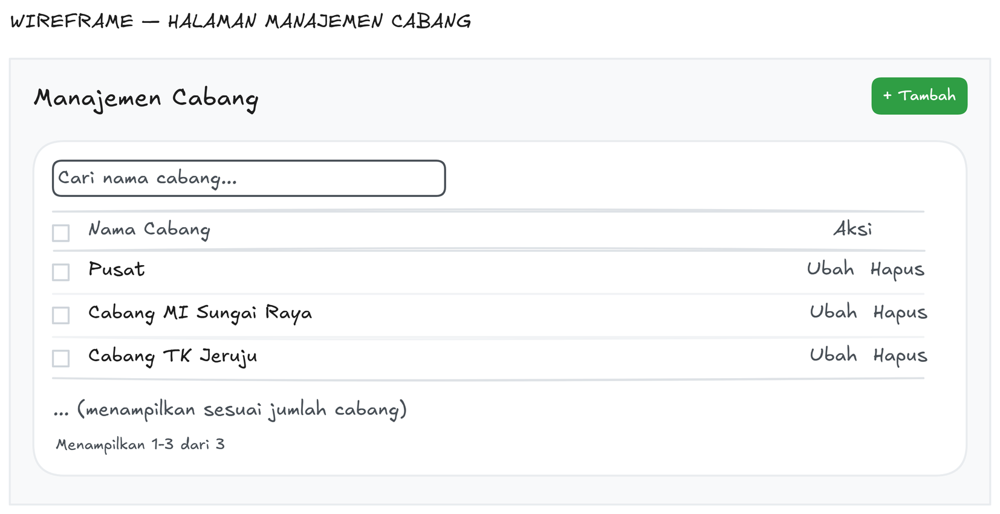 WIREFRAME — HALAMAN MANAJEMEN CABANG
Manajemen Cabang
+ Tambah
Cari nama cabang...
Nama Cabang Aksi
Pusat Ubah Hapus
Cabang MI Sungai Raya Ubah Hapus
Cabang TK Jeruju Ubah Hapus
... (menampilkan sesuai jumlah cabang)
Menampilkan 1-3 dari 3